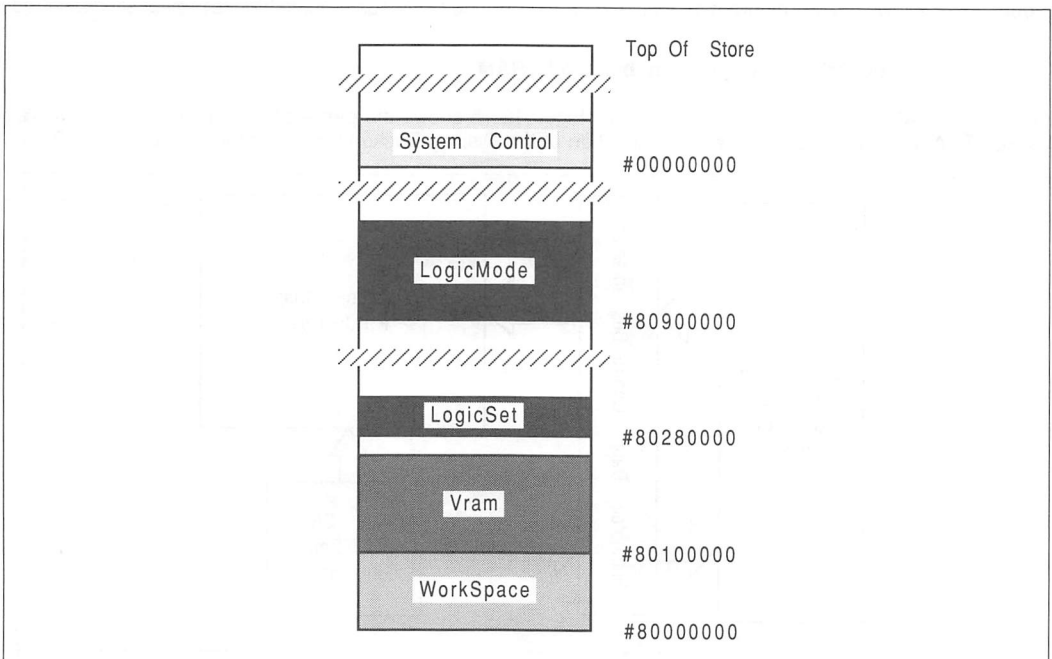 Top Of Store
System Control
#00000000
LogicMode
#80900000
LogicSet
#80280000
Vram
#80100000
WorkSpace
#80000000